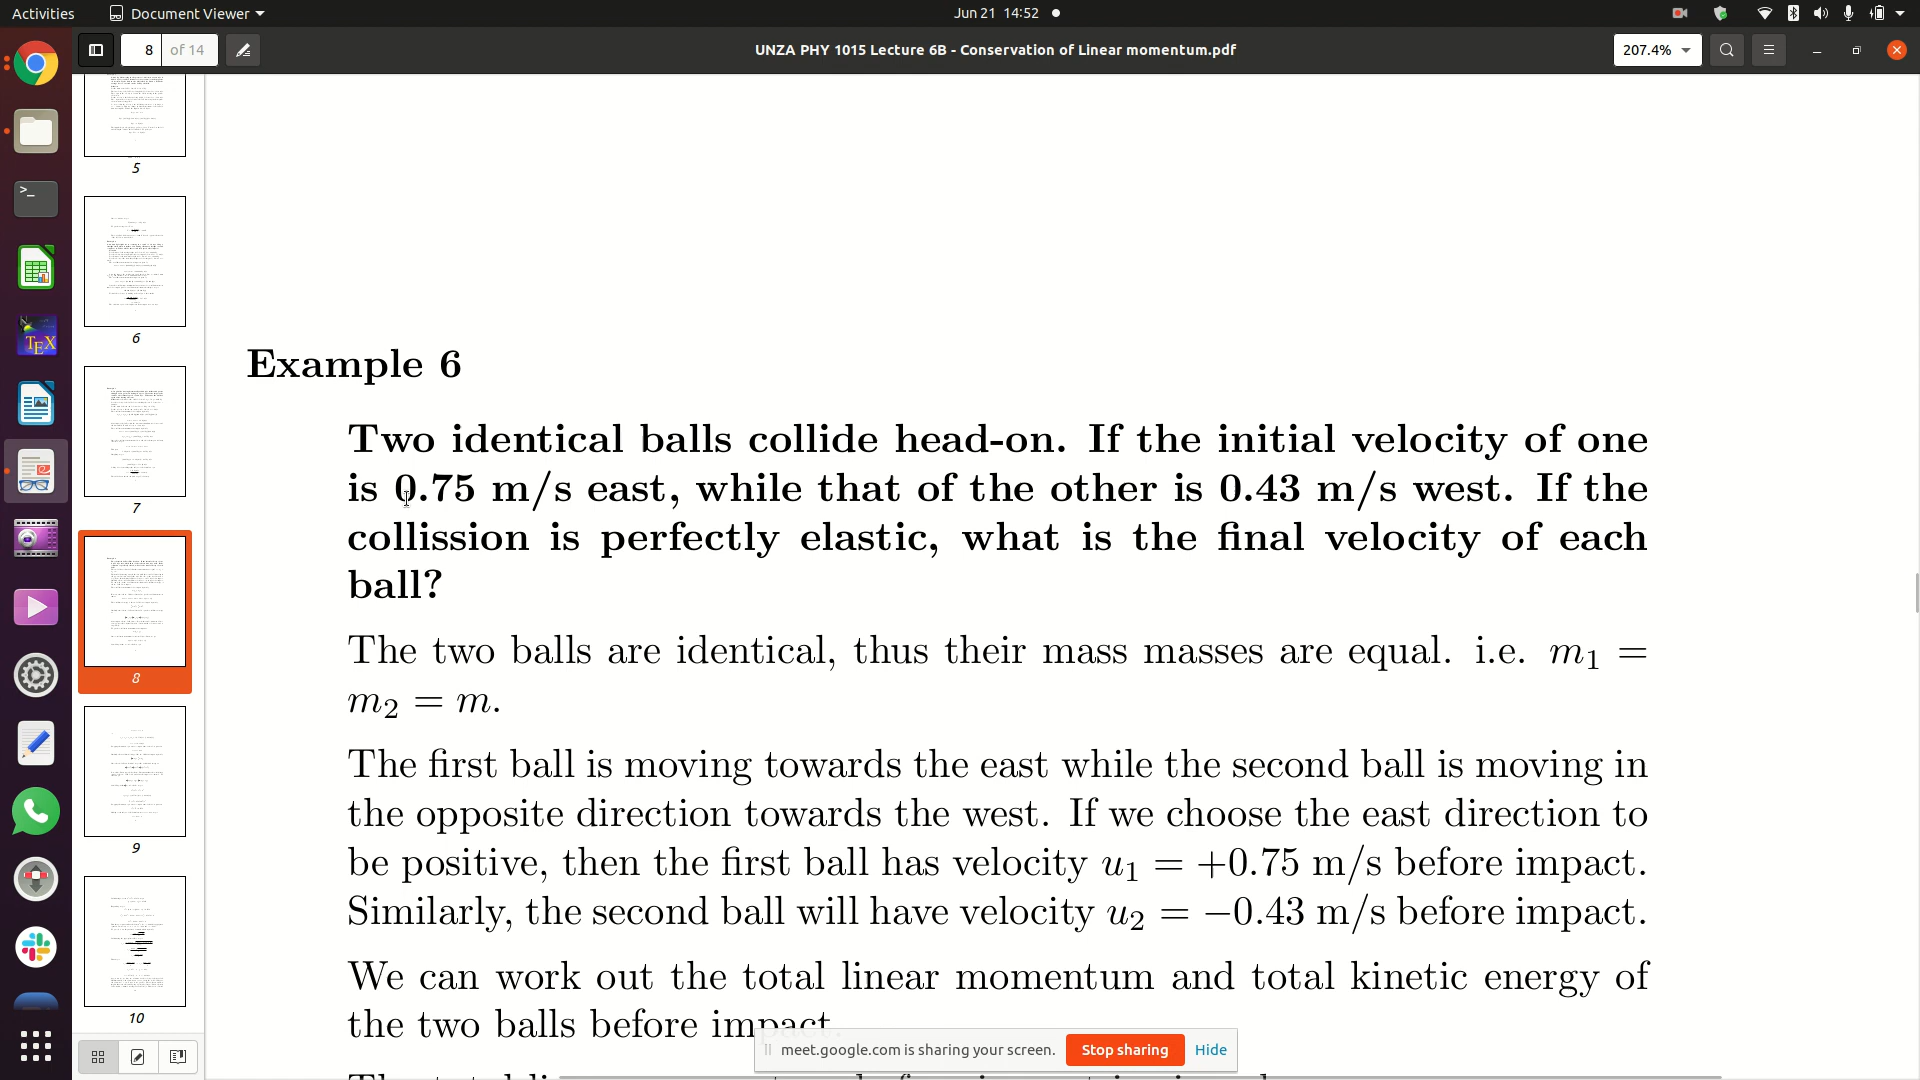 Activities
Document Viewer
Jun 21 14:52
8 of 14
UNZA PHY 1015 Lecture 6B - Conservation of Linear momentum.pdf
207.4%
5
6
7
8
9
10
Example 6
Two identical balls collide head-on. If the initial velocity of one
is 0.75 m/s east, while that of the other is 0.43 m/s west. If the
collission is perfectly elastic, what is the final velocity of each
ball?
The two balls are identical, thus their mass masses are equal. i.e. m₁ =
m₂ = m.
The first ball is moving towards the east while the second ball is moving in
the opposite direction towards the west. If we choose the east direction to
be positive, then the first ball has velocity u₁ = +0.75 m/s before impact.
Similarly, the second ball will have velocity u₂ = −0.43 m/s before impact.
We can work out the total linear momentum and total kinetic energy of
the two balls before impact.
meet.google.com is sharing your screen.
Stop sharing
Hide